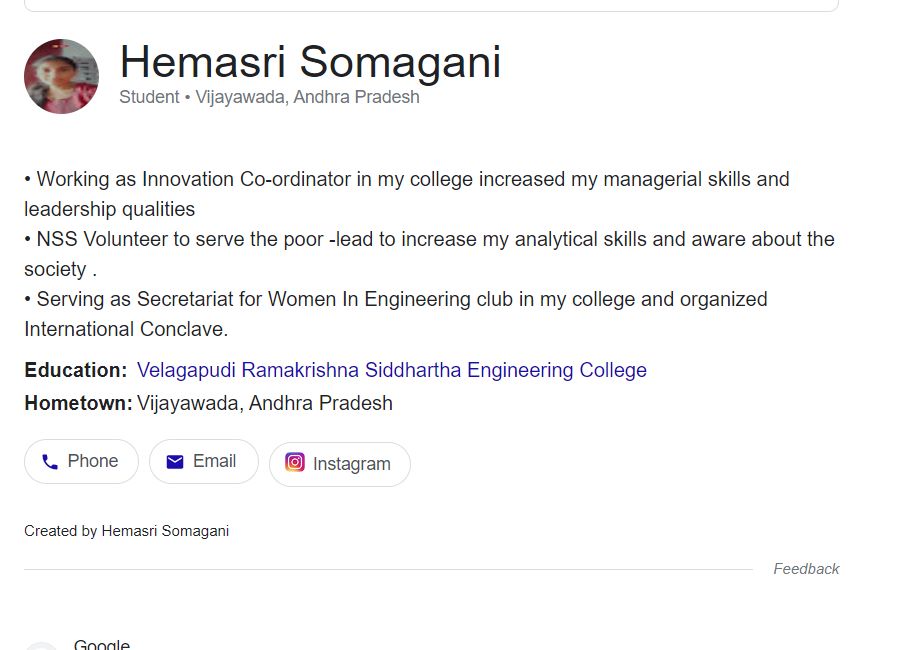 Hemasri Somagani
Student • Vijayawada, Andhra Pradesh
• Working as Innovation Co-ordinator in my college increased my managerial skills and
leadership qualities
• NSS Volunteer to serve the poor -lead to increase my analytical skills and aware about the
society .
• Serving as Secretariat for Women In Engineering club in my college and organized
International Conclave.
Education: Velagapudi Ramakrishna Siddhartha Engineering College
Hometown: Vijayawada, Andhra Pradesh
Phone Email Instagram
Created by Hemasri Somagani
Feedback
Google